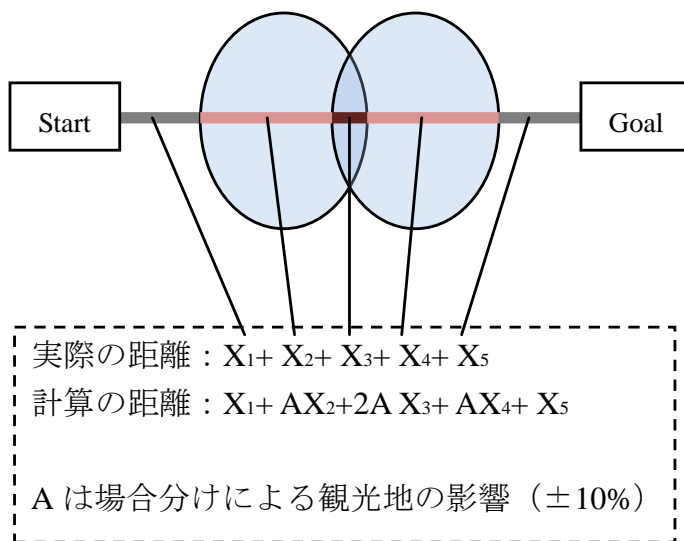 Start
Goal
実際の距離：X₁+ X₂+ X₃+ X₄+ X₅
計算の距離：X₁+ AX₂+2A X₃+ AX₄+ X₅
A は場合分けによる観光地の影響（±10%）